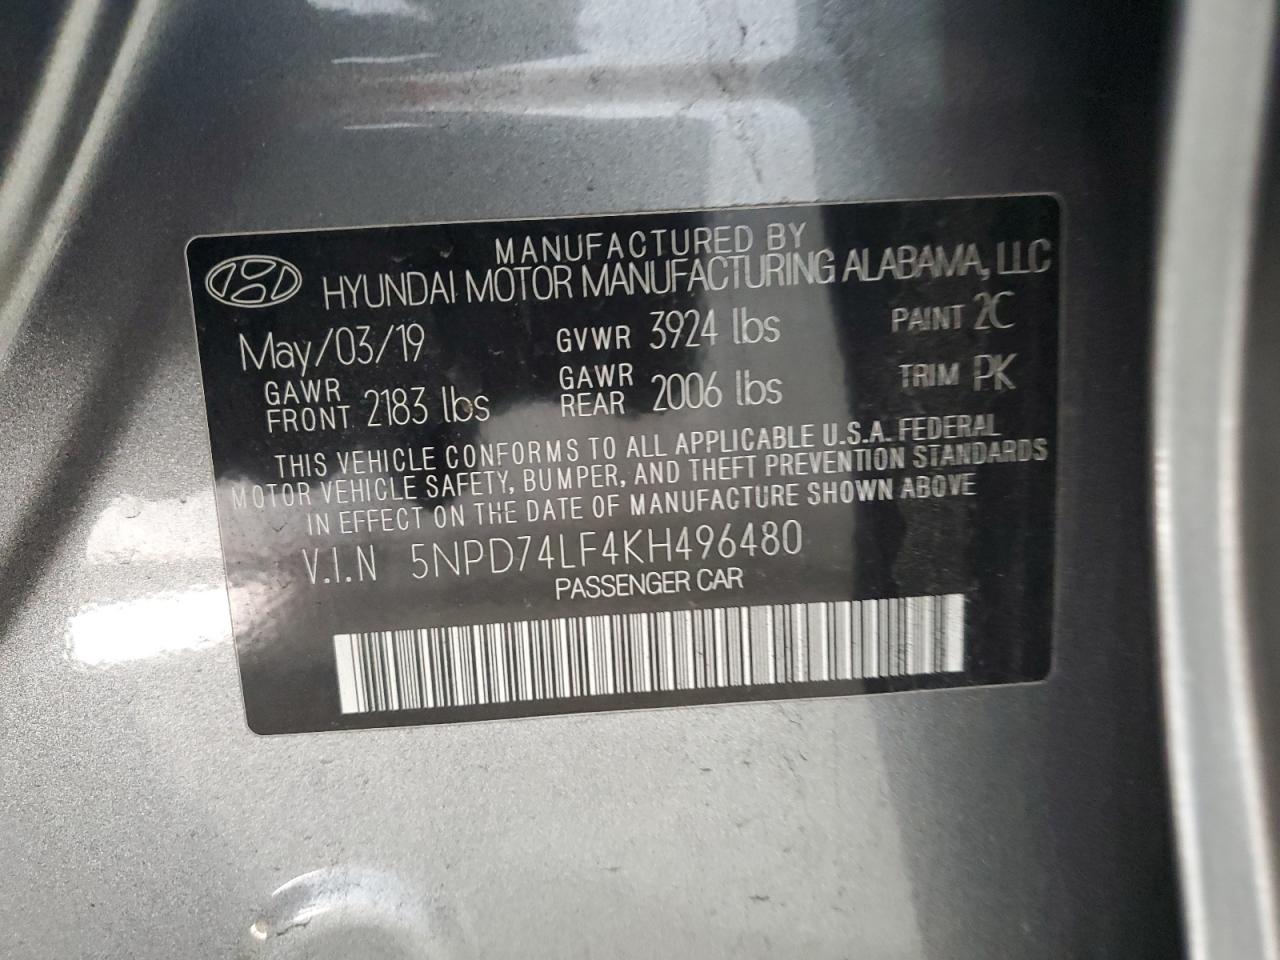 MANUFACTURED BY
HYUNDAI MOTOR MANUFACTURING ALABAMA, LLC
May/03/19 GVWR 3924 lbs PAINT 2C
GAWR FRONT 2183 lbs GAWR REAR 2006 lbs TRIM PK
THIS VEHICLE CONFORMS TO ALL APPLICABLE U.S.A. FEDERAL
MOTOR VEHICLE SAFETY, BUMPER, AND THEFT PREVENTION STANDARDS
IN EFFECT ON THE DATE OF MANUFACTURE SHOWN ABOVE
V.I.N 5NPD74LF4KH496480
PASSENGER CAR